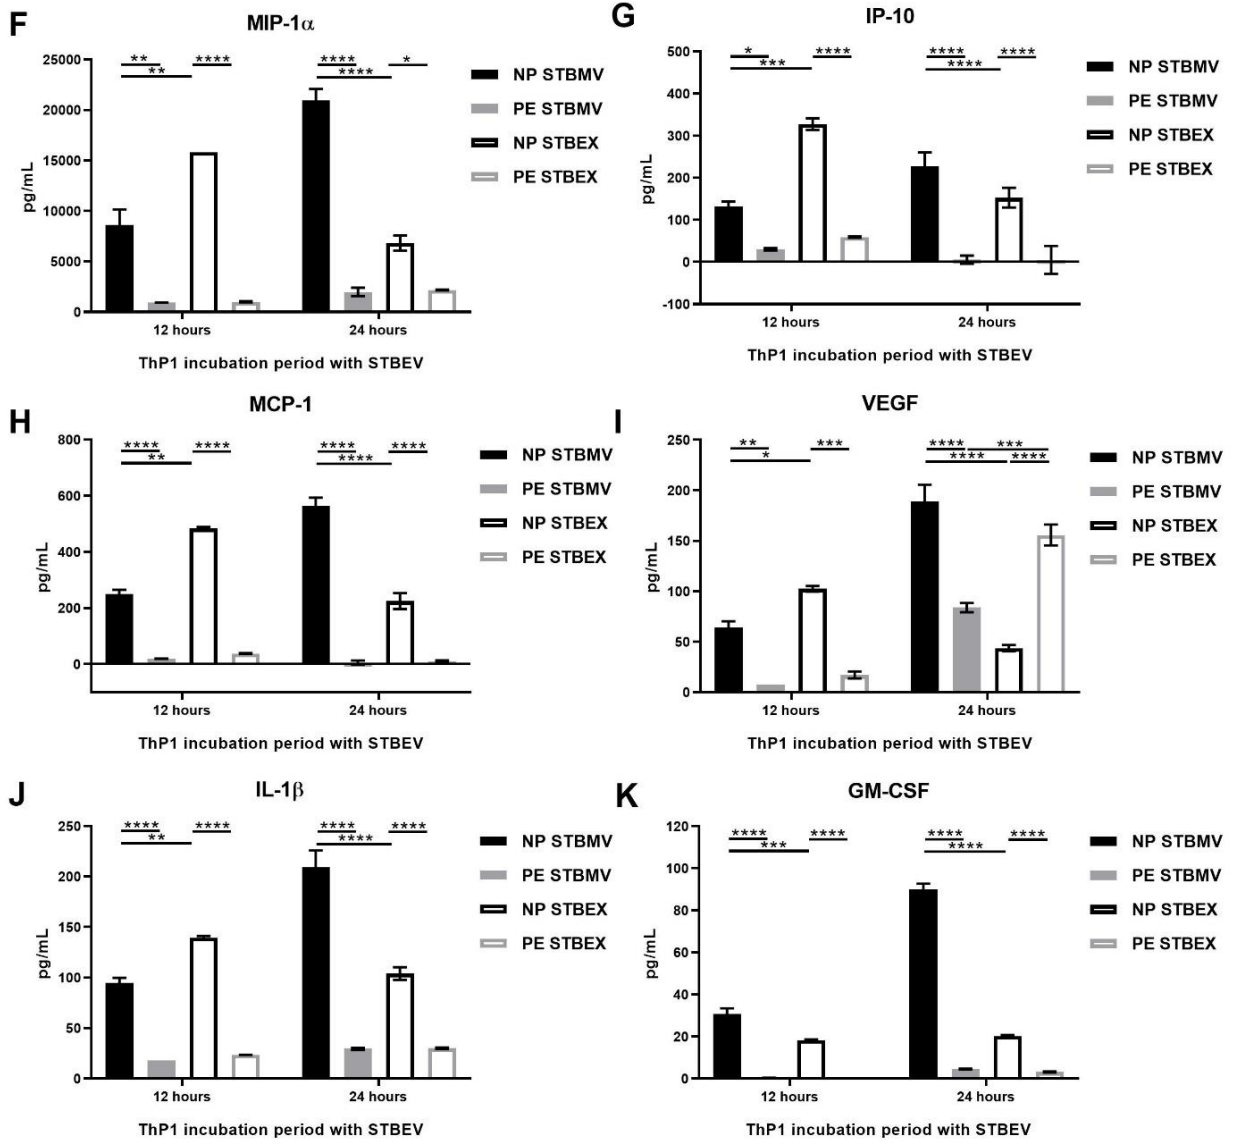 F
MIP-1α
25000
20000
15000
10000
5000
0
pg/mL
** **** **** *
** ****
12 hours
24 hours
ThP1 incubation period with STBEV
NP STBMV
PE STBMV
NP STBEX
PE STBEX
G
IP-10
500
400
300
200
100
0
-100
pg/mL
* **** **** ****
*** ****
12 hours
24 hours
ThP1 incubation period with STBEV
NP STBMV
PE STBMV
NP STBEX
PE STBEX
H
MCP-1
800
600
400
200
0
pg/mL
**** **** **** ****
** ****
12 hours
24 hours
ThP1 incubation period with STBEV
NP STBMV
PE STBMV
NP STBEX
PE STBEX
I
VEGF
250
200
150
100
50
0
pg/mL
** *** **** ***
* **** ****
12 hours
24 hours
ThP1 incubation period with STBEV
NP STBMV
PE STBMV
NP STBEX
PE STBEX
J
IL-1β
250
200
150
100
50
0
pg/mL
**** **** **** ****
** ****
12 hours
24 hours
ThP1 incubation period with STBEV
NP STBMV
PE STBMV
NP STBEX
PE STBEX
K
GM-CSF
120
100
80
60
40
20
0
pg/mL
**** **** **** ****
*** ****
12 hours
24 hours
ThP1 incubation period with STBEV
NP STBMV
PE STBMV
NP STBEX
PE STBEX